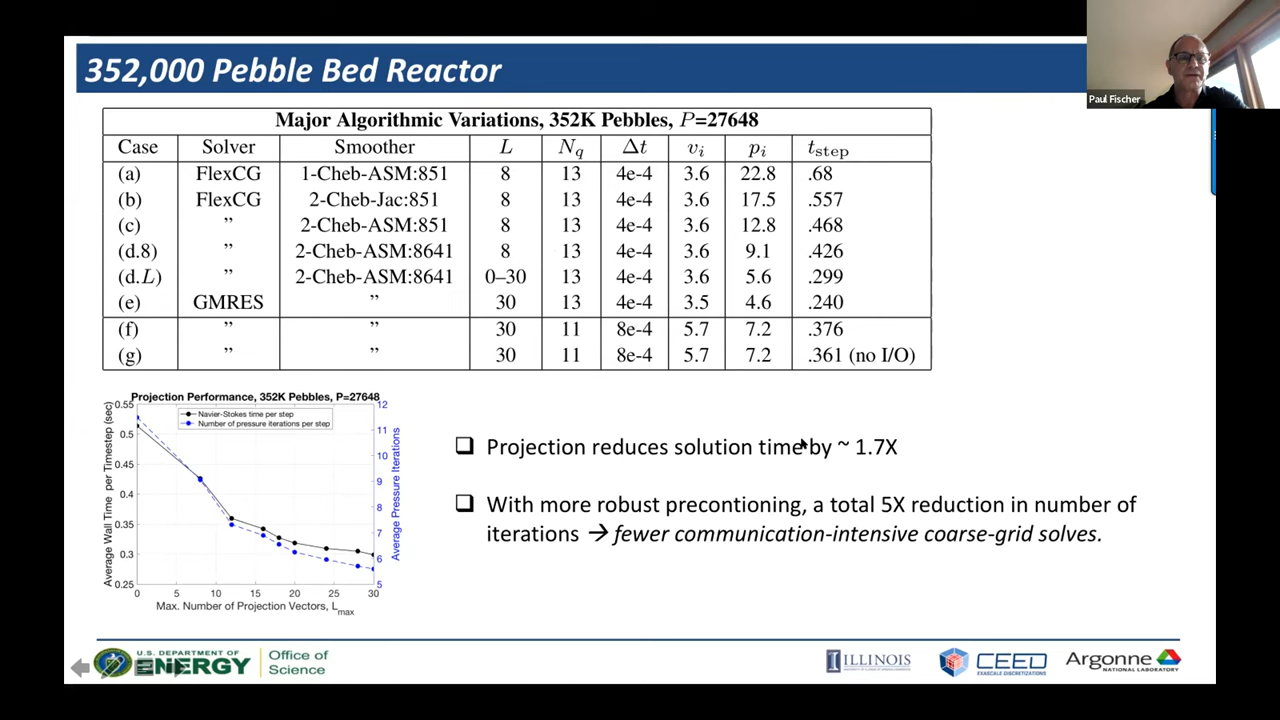 352,000 Pebble Bed Reactor
Paul Fischer
Major Algorithmic Variations, 352K Pebbles, P=27648
Case Solver Smoother L N_q Δt v_i p_i t_step
(a) FlexCG 1-Cheb-ASM:851 8 13 4e-4 3.6 22.8 .68
(b) FlexCG 2-Cheb-Jac:851 8 13 4e-4 3.6 17.5 .557
(c) ” 2-Cheb-ASM:851 8 13 4e-4 3.6 12.8 .468
(d.8) ” 2-Cheb-ASM:8641 8 13 4e-4 3.6 9.1 .426
(d.L) ” 2-Cheb-ASM:8641 0–30 13 4e-4 3.6 5.6 .299
(e) GMRES ” 30 13 4e-4 3.5 4.6 .240
(f) ” ” 30 11 8e-4 5.7 7.2 .376
(g) ” ” 30 11 8e-4 5.7 7.2 .361 (no I/O)
Projection Performance, 352K Pebbles, P=27648
Navier-Stokes time per step
Number of pressure iterations per step
Average Wall Time per Timestep (sec)
0.55
0.5
0.45
0.4
0.35
0.3
0.25
12
11
10
9
8
7
6
5
Average Pressure Iterations
0 5 10 15 20 25 30
Max. Number of Projection Vectors, L_max
❑ Projection reduces solution time by ~ 1.7X
❑ With more robust precontioning, a total 5X reduction in number of
iterations → fewer communication-intensive coarse-grid solves.
U.S. DEPARTMENT OF
ENERGY
Office of
Science
ILLINOIS
CEED
EXASCALE DISCRETIZATIONS
Argonne
NATIONAL LABORATORY